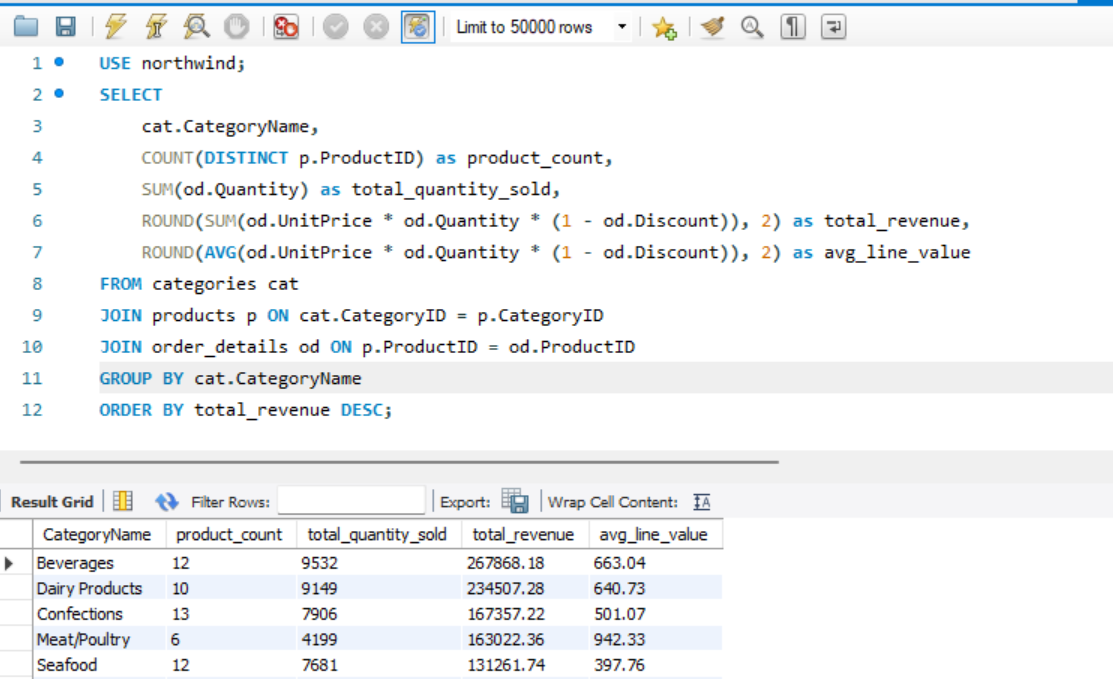 Limit to 50000 rows
1 USE northwind;
2 SELECT
3 cat.CategoryName,
4 COUNT(DISTINCT p.ProductID) as product_count,
5 SUM(od.Quantity) as total_quantity_sold,
6 ROUND(SUM(od.UnitPrice * od.Quantity * (1 - od.Discount)), 2) as total_revenue,
7 ROUND(AVG(od.UnitPrice * od.Quantity * (1 - od.Discount)), 2) as avg_line_value
8 FROM categories cat
9 JOIN products p ON cat.CategoryID = p.CategoryID
10 JOIN order_details od ON p.ProductID = od.ProductID
11 GROUP BY cat.CategoryName
12 ORDER BY total_revenue DESC;
Result Grid Filter Rows: Export: Wrap Cell Content:
CategoryName product_count total_quantity_sold total_revenue avg_line_value
Beverages 12 9532 267868.18 663.04
Dairy Products 10 9149 234507.28 640.73
Confections 13 7906 167357.22 501.07
Meat/Poultry 6 4199 163022.36 942.33
Seafood 12 7681 131261.74 397.76